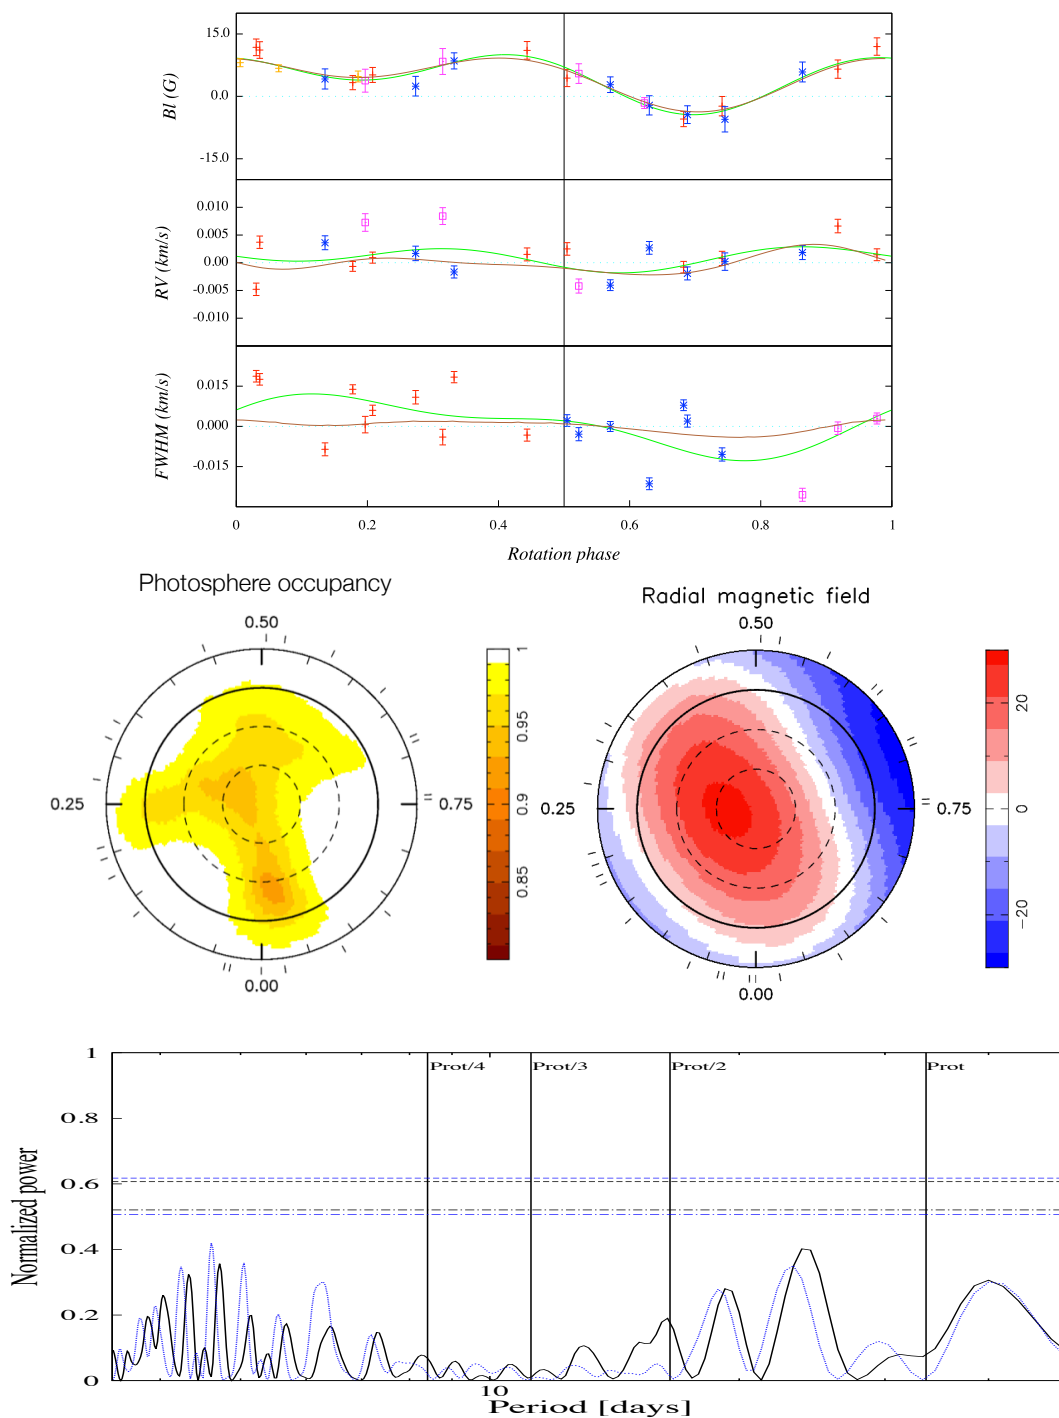 15.0
0.0
-15.0
Bl (G)
0.010
0.005
0.00
-0.005
-0.010
RV (km/s)
0.015
0.000
-0.015
FWHM (km/s)
0 0.2 0.4 0.6 0.8 1
Rotation phase
Photosphere occupancy
0.50
0.25
0.75
0.00
1
0.95
0.9
0.85
Radial magnetic field
0.50
0.25
0.75
0.00
20
0
−20
1
0.8
0.6
0.4
0.2
0
Normalized power
Prot/4
Prot/3
Prot/2
Prot
10
Period [days]